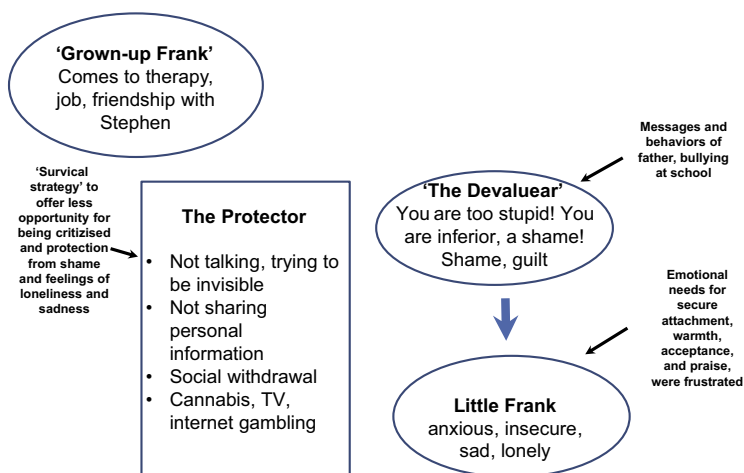 ‘Grown-up Frank’
Comes to therapy,
job, friendship with
Stephen
‘Survical
strategy’ to
offer less
opportunity for
being critizised
and protection
from shame
and feelings of
loneliness and
sadness
The Protector
• Not talking, trying to
be invisible
• Not sharing
personal
information
• Social withdrawal
• Cannabis, TV,
internet gambling
Messages and
behaviors of
father, bullying
at school
‘The Devaluear’
You are too stupid! You
are inferior, a shame!
Shame, guilt
Emotional
needs for
secure
attachment,
warmth,
acceptance,
and praise,
were frustrated
Little Frank
anxious, insecure,
sad, lonely